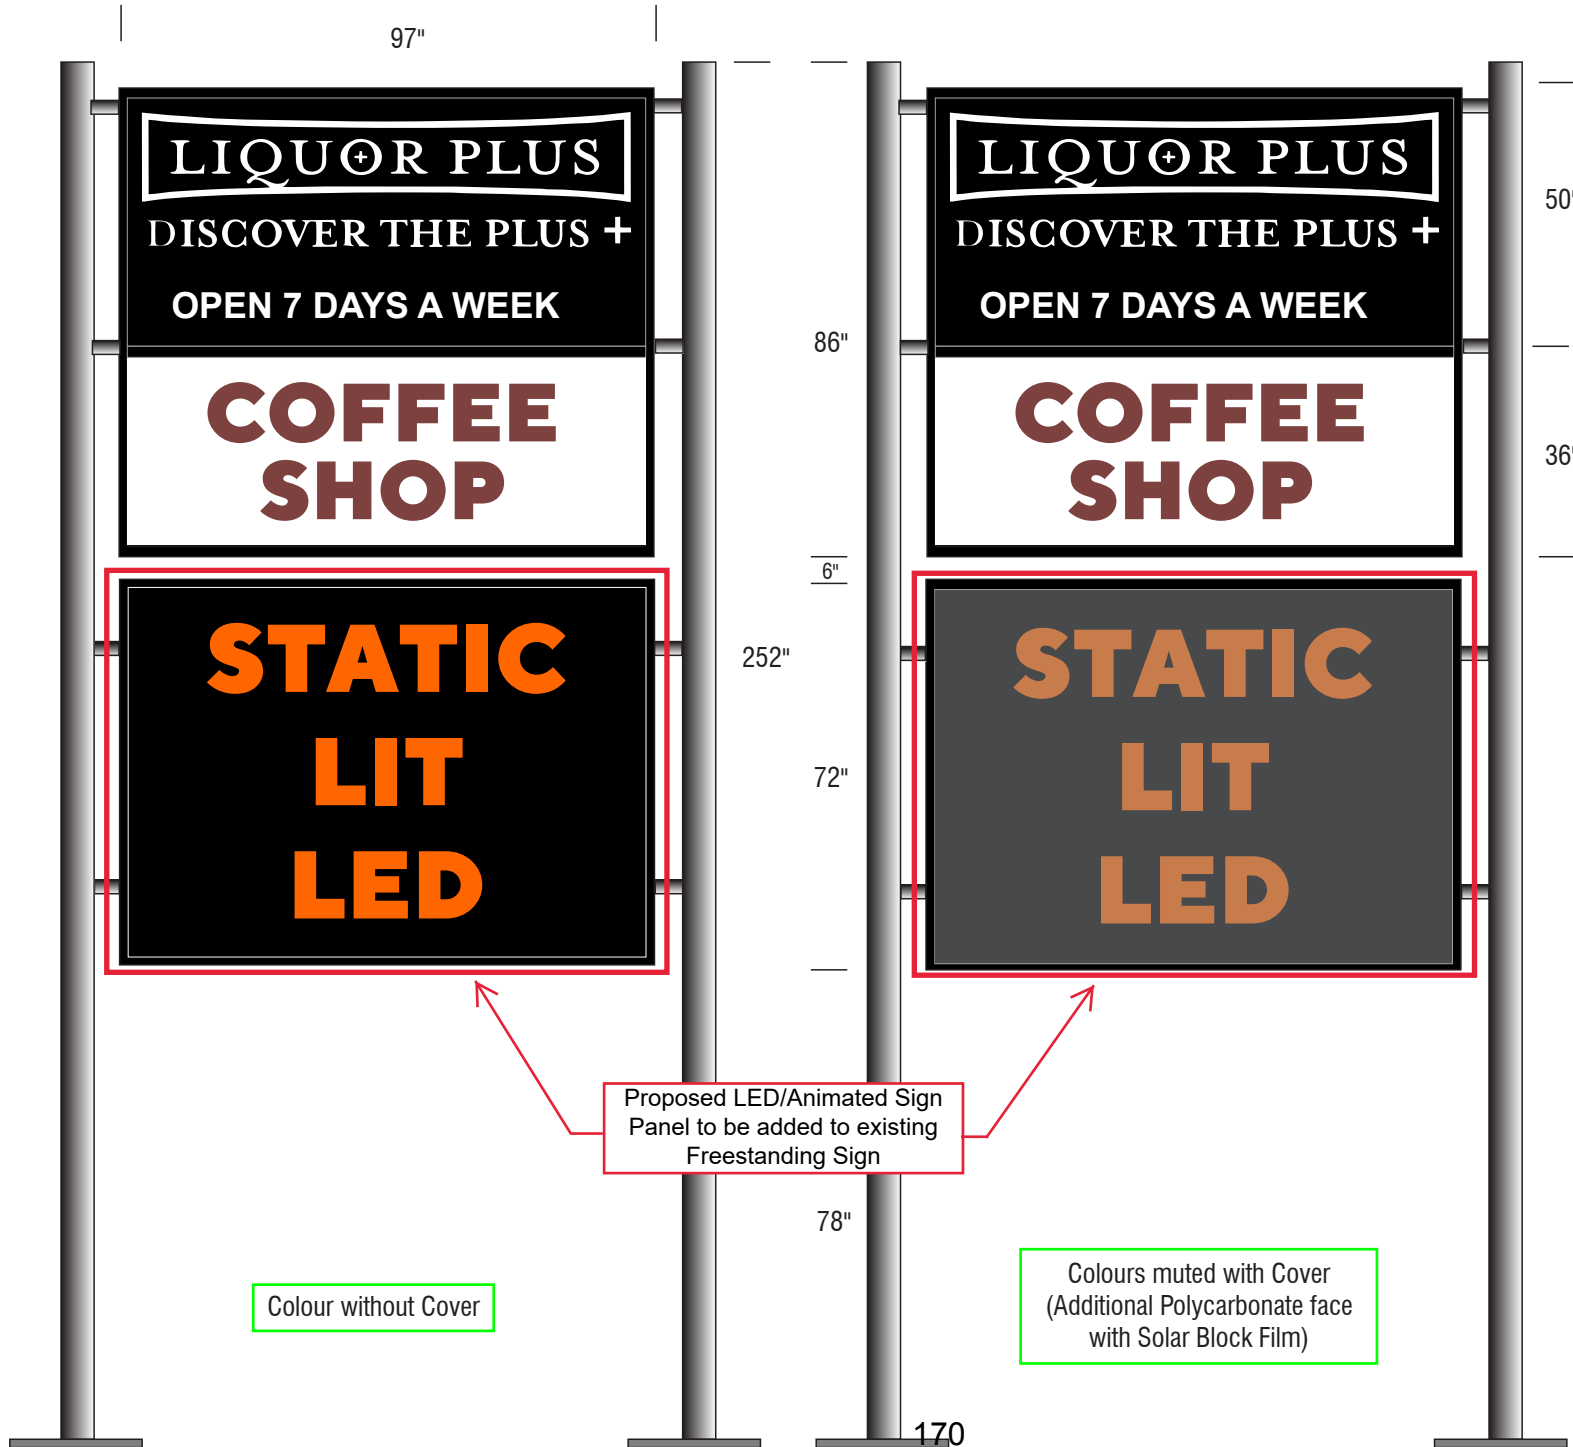 97"
LIQUOR PLUS
DISCOVER THE PLUS +
OPEN 7 DAYS A WEEK
COFFEE
SHOP
STATIC
LIT
LED
252"
86"
6"
72"
78"
LIQUOR PLUS
DISCOVER THE PLUS +
OPEN 7 DAYS A WEEK
COFFEE
SHOP
STATIC
LIT
LED
50"
36"
Proposed LED/Animated Sign
Panel to be added to existing
Freestanding Sign
Colour without Cover
Colours muted with Cover
(Additional Polycarbonate face
with Solar Block Film)
170